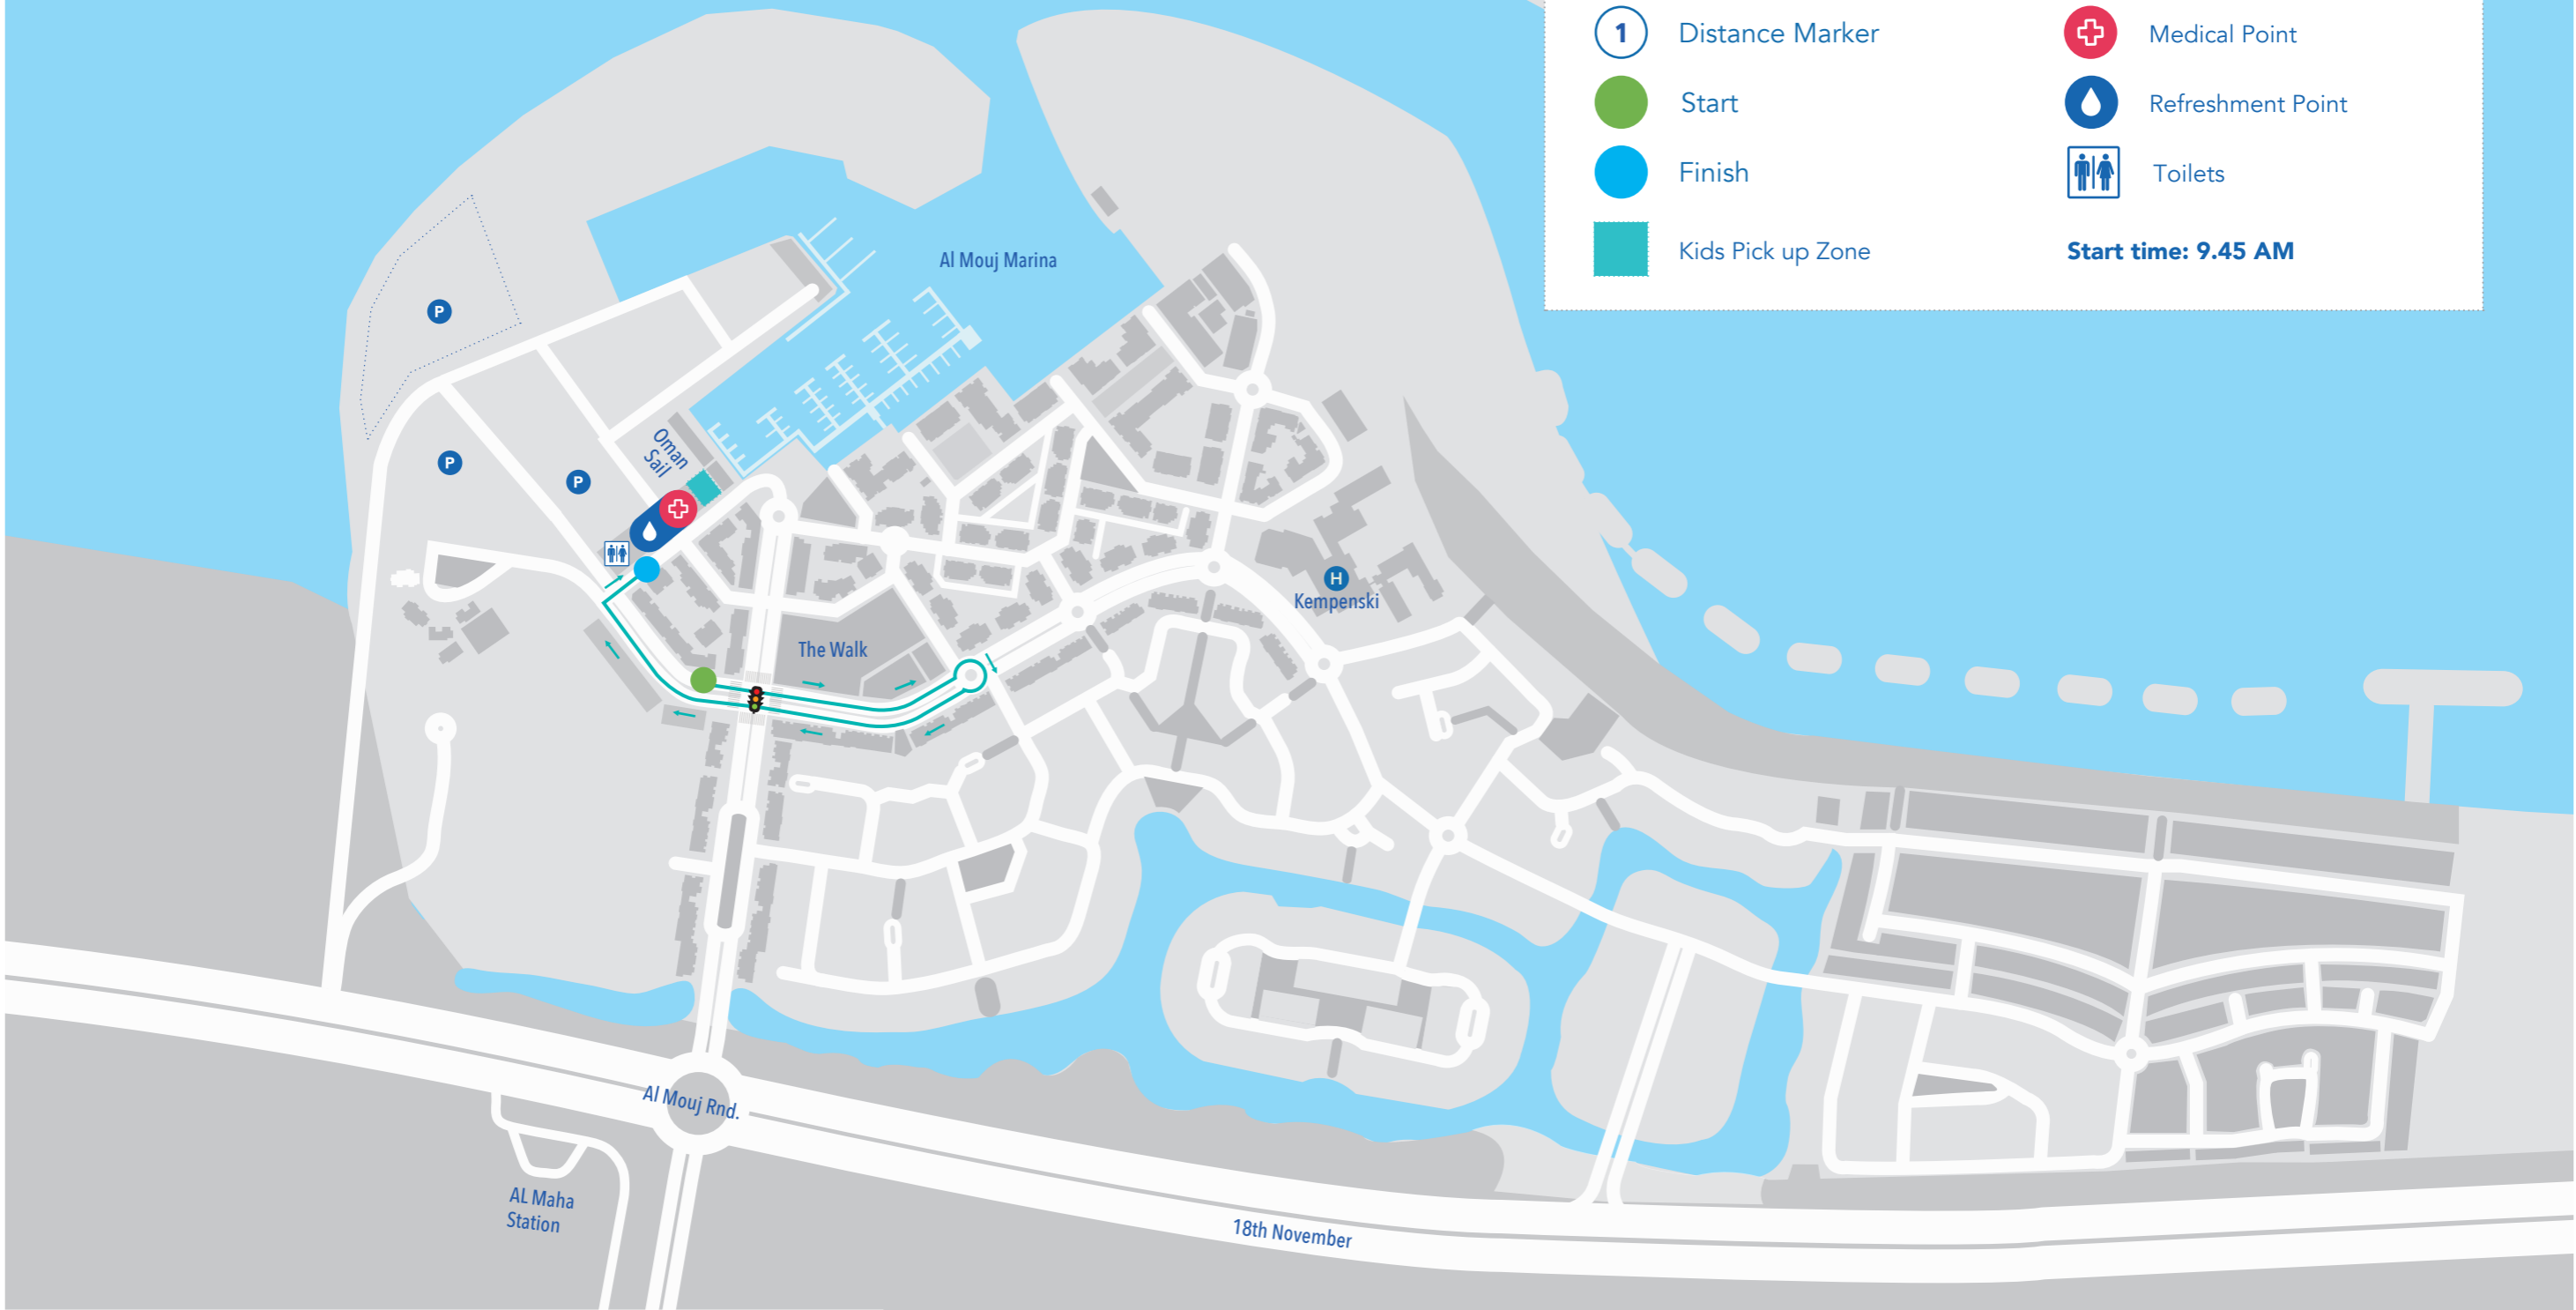 1 Distance Marker
Medical Point
Start
Refreshment Point
Finish
Toilets
Kids Pick up Zone
Start time: 9.45 AM
Al Mouj Marina
P
Oman
Sail
P
P
H
Kempenski
The Walk
Al Mouj Rnd.
AL Maha
Station
18th November